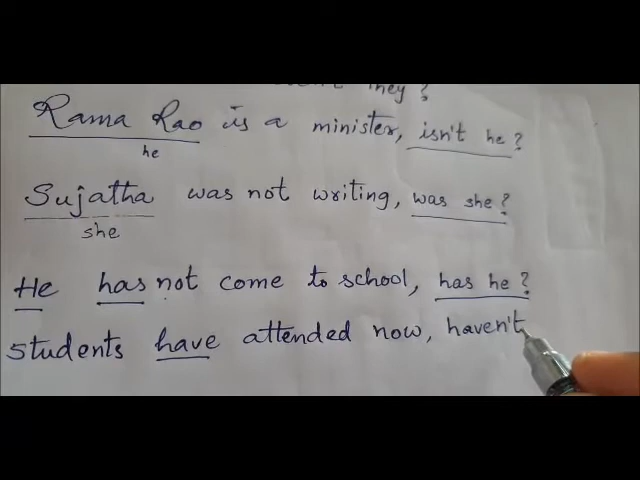 they?
Rama Rao is a minister, isn't he?
he
Sujatha was not writing, was she?
she
He has not come to school, has he?
Students have attended now, haven't